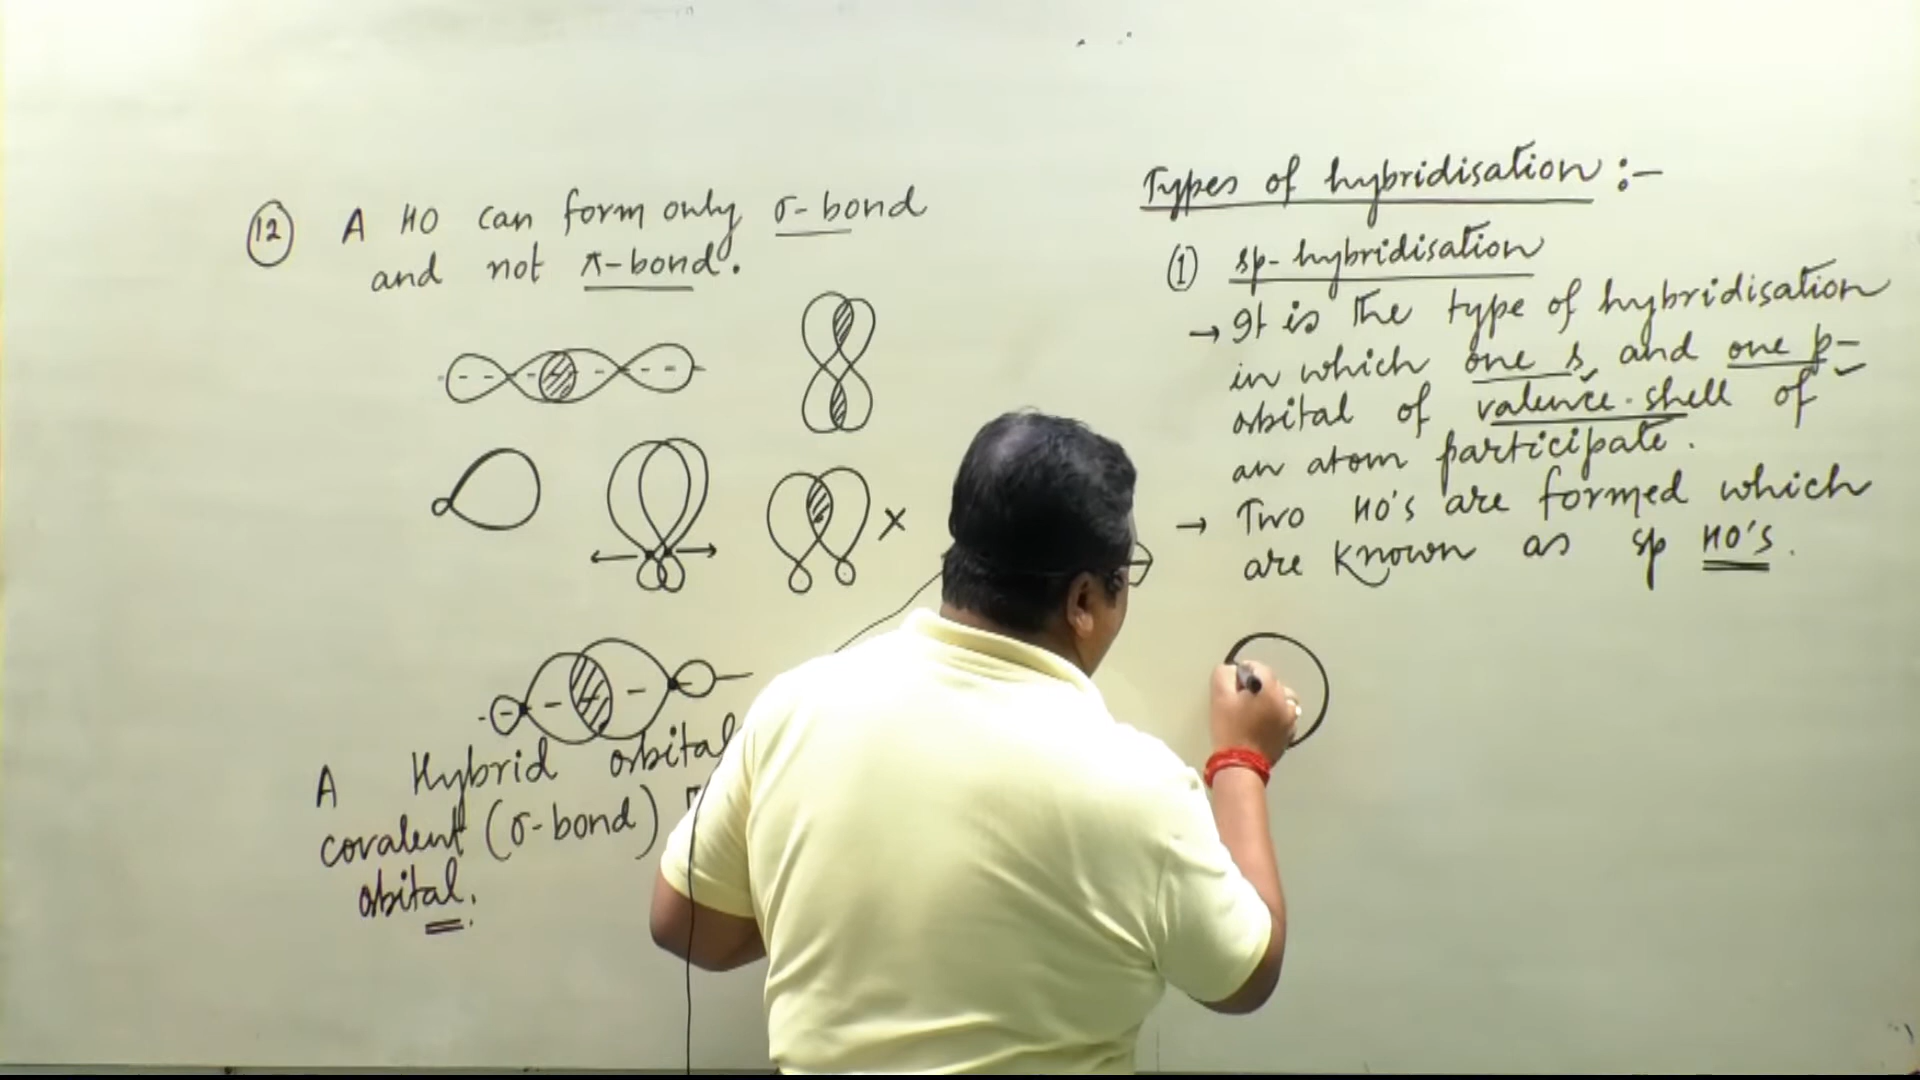 12 A HO can form only σ-bond
and not π-bond.
A Hybrid orbital
covalent (σ-bond)
orbital.
Types of hybridisation :-
(1) sp-hybridisation
→ It is the type of hybridisation
in which one s and one p-
orbital of valence-shell of
an atom participate.
→ Two HO's are formed which
are known as sp HO's.